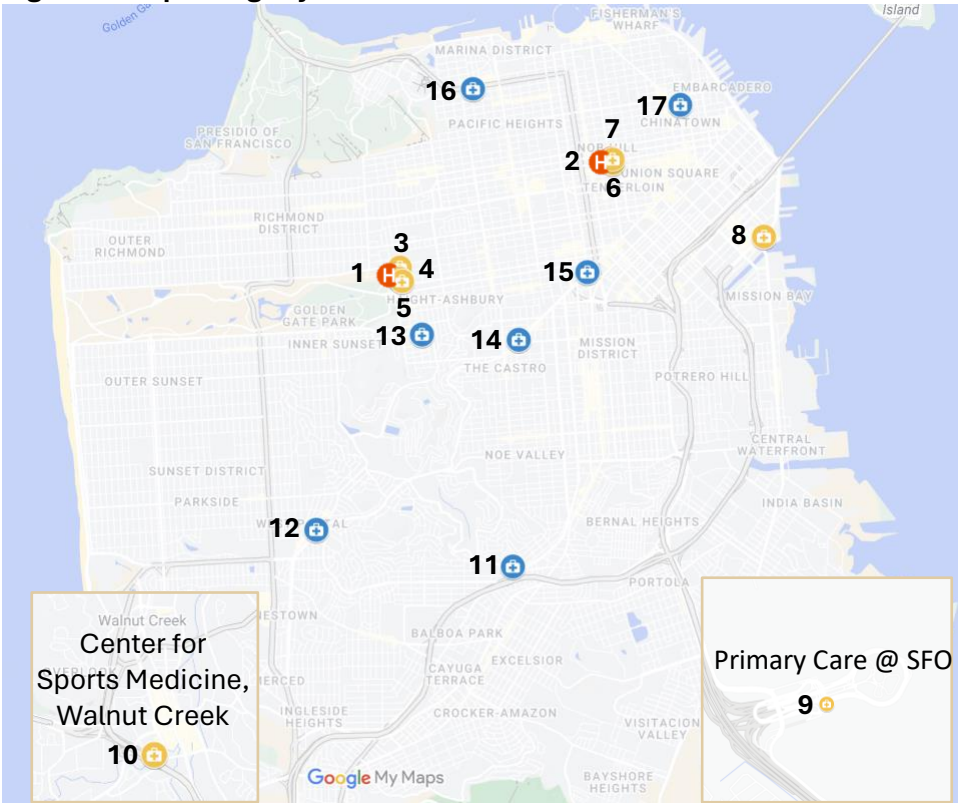 Golden
FISHERMAN'S
WHARF
Island
MARINA DISTRICT
16
EMBARCADERO
17
CHINATOWN
PACIFIC HEIGHTS
PRESIDIO OF
SAN FRANCISCO
7
NOB HILL
2
H
UNION SQUARE
TENDERLOIN
6
RICHMOND
DISTRICT
OUTER
RICHMOND
8
3
1
H
4
15
5
HAIGHT-ASHBURY
MISSION BAY
GOLDEN
GATE PARK
13
INNER SUNSET
14
MISSION
DISTRICT
THE CASTRO
OUTER SUNSET
POTRERO HILL
NOE VALLEY
CENTRAL
WATERFRONT
SUNSET DISTRICT
PARKSIDE
INDIA BASIN
12
BERNAL HEIGHTS
11
PORTOLA
Walnut Creek
Center for
Sports Medicine,
Walnut Creek
10
BALBOA PARK
EXCELSIOR
CAYUGA
TERRACE
INGLESIDE
HEIGHTS
CROCKER-AMAZON
VISITACION
VALLEY
Google My Maps
BAYSHORE
HEIGHTS
Primary Care @ SFO
9